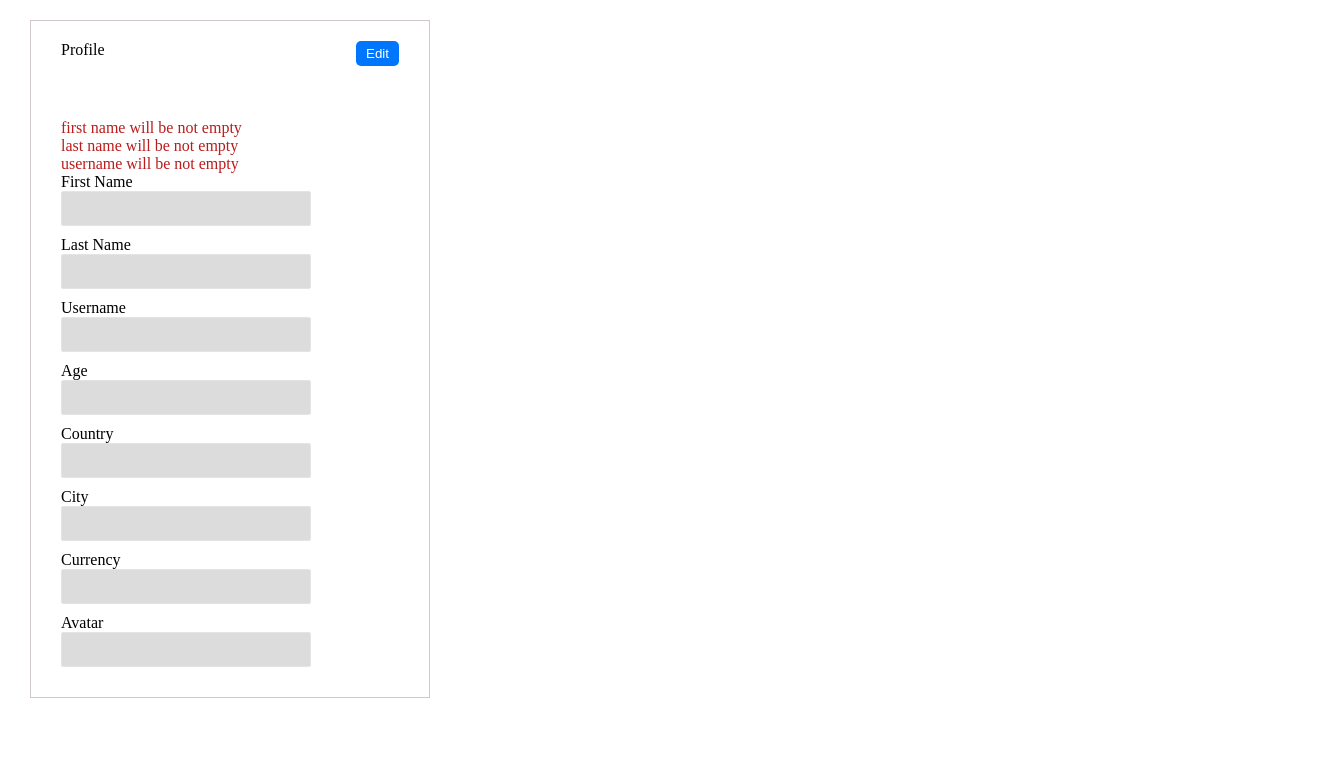 Profile
Edit
first name will be not empty
last name will be not empty
username will be not empty
First Name
Last Name
Username
Age
Country
City
Currency
Avatar